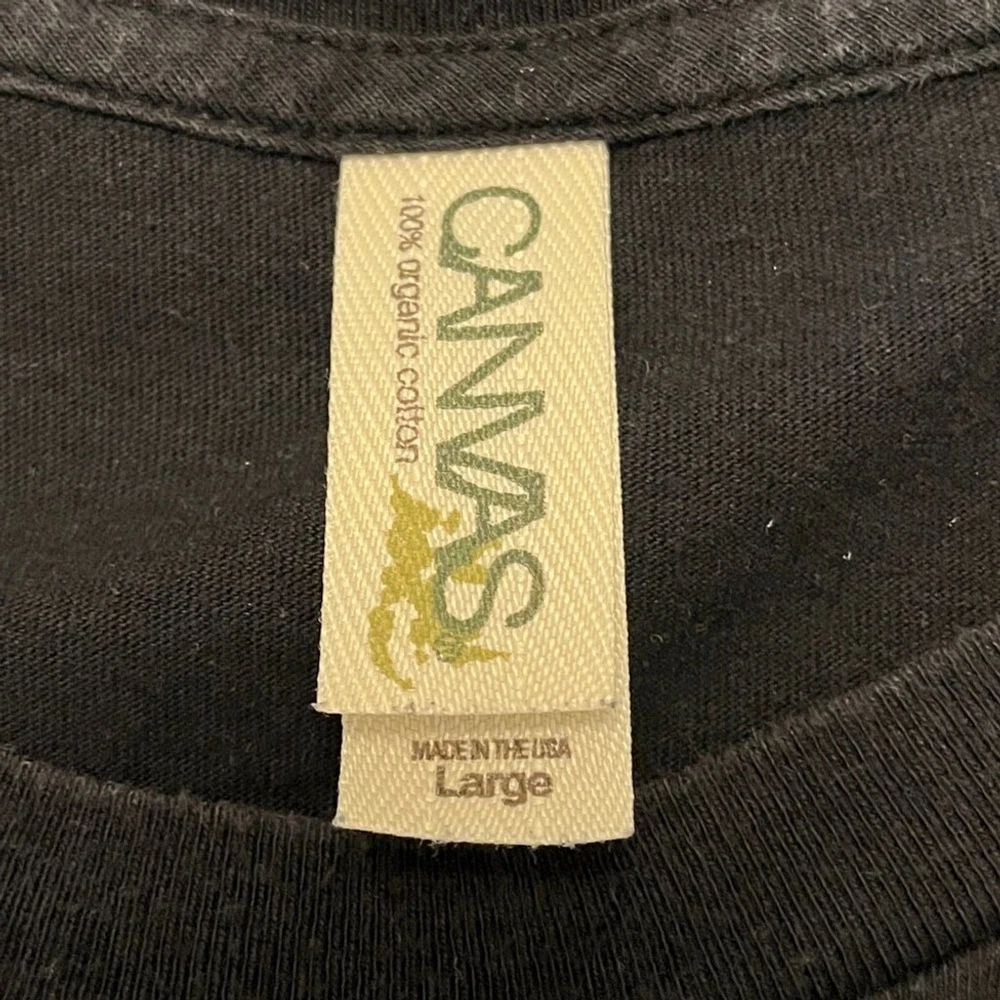 CANVAS
100% organic cotton
MADE IN THE USA
Large